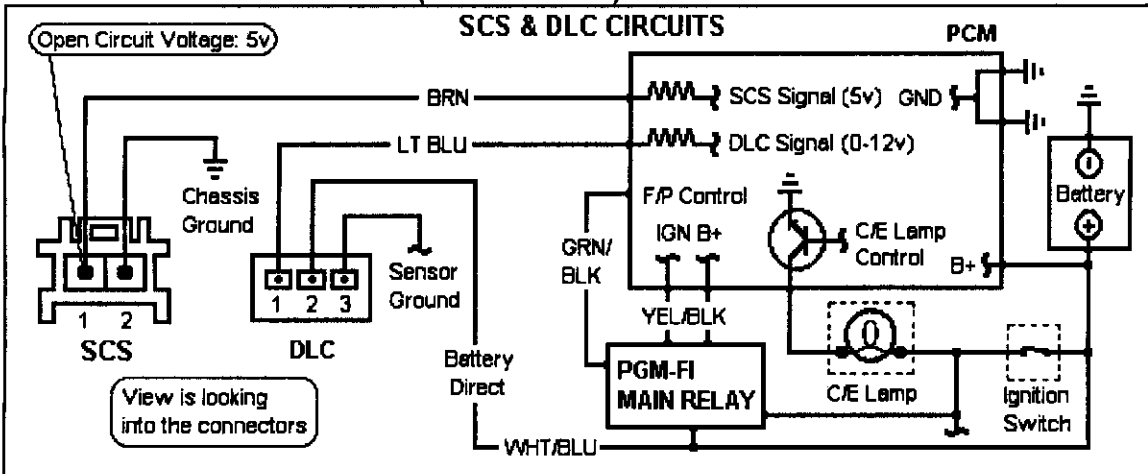 SCS & DLC CIRCUITS
PCM
Open Circuit Voltage: 5v
BRN
SCS Signal (5v)
GND
LT BLU
DLC Signal (0-12v)
Chassis
Ground
F/P Control
Battery
GRN/
BLK
IGN B+
C/E Lamp
Control
B+
Sensor
Ground
1 2
SCS
1 2 3
DLC
YEL/BLK
Battery
Direct
PGM-FI
MAIN RELAY
C/E Lamp
Ignition
Switch
View is looking
into the connectors
WHT/BLU